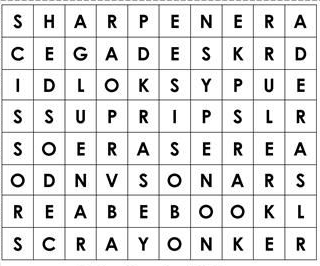 S H A R P E N E R A
C E G A D E S K R D
I D L O K S Y P U E
S S U P R I P S L R
S O E R A S E R E A
O D N V S O N A R S
R E A B E B O O K L
S C R A Y O N K E R